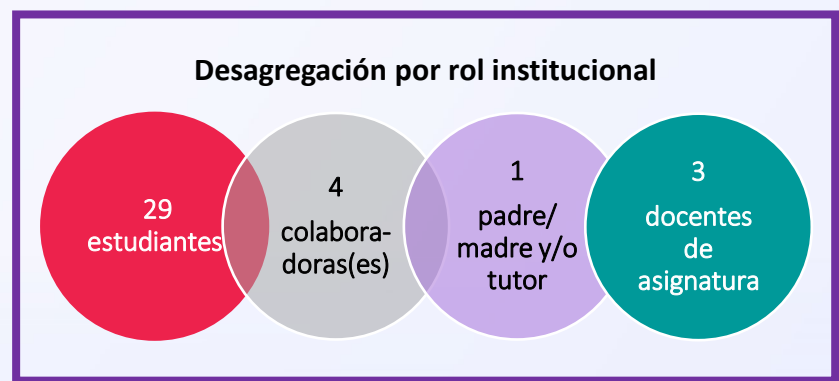 Desagregación por rol institucional
29
estudiantes
4
colabora-
doras(es)
1
padre/
madre y/o
tutor
3
docentes
de
asignatura